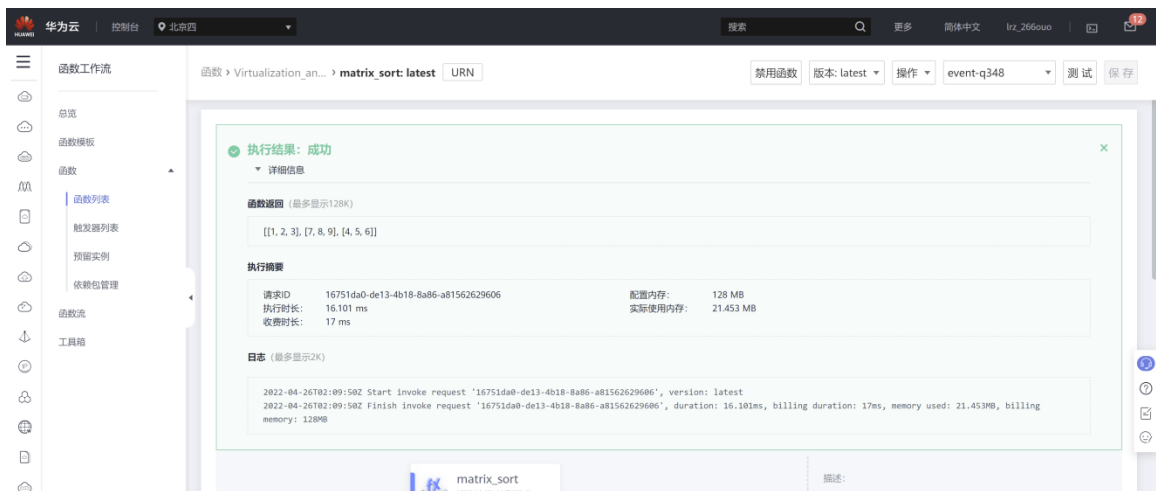 HUAWEI 华为云 控制台 北京四 搜索 更多 简体中文 lrz_266ouo 12
函数工作流
函数 > Virtualization_an... > matrix_sort: latest URN 禁用函数 版本: latest 操作 event-q348 测试 保存
总览
函数模板
函数
函数列表
触发器列表
预留实例
依赖包管理
函数流
工具箱
执行结果：成功
详细信息
函数返回（最多显示128K）
[[1, 2, 3], [7, 8, 9], [4, 5, 6]]
执行摘要
请求ID 16751da0-de13-4b18-8a86-a81562629606 配置内存: 128 MB
执行时长: 16.101 ms 实际使用内存: 21.453 MB
收费时长: 17 ms
日志（最多显示2K）
2022-04-26T02:09:50Z Start invoke request '16751da0-de13-4b18-8a86-a81562629606', version: latest
2022-04-26T02:09:50Z Finish invoke request '16751da0-de13-4b18-8a86-a81562629606', duration: 16.101ms, billing duration: 17ms, memory used: 21.453MB, billing
memory: 128MB
matrix_sort
描述: